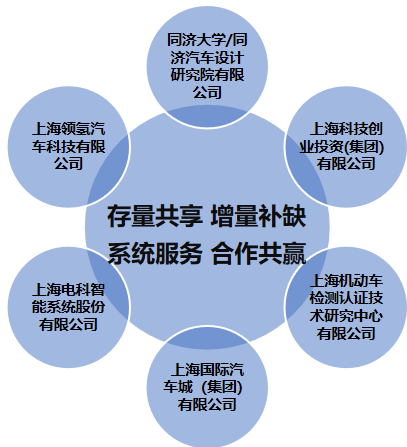 同济大学/同
济汽车设计
研究院有限
公司
上海领氢汽
车科技有限
公司
上海科技创
业投资(集团)
有限公司
存量共享 增量补缺
系统服务 合作共赢
上海电科智
能系统股份
有限公司
上海机动车
检测认证技
术研究中心
有限公司
上海国际汽
车城（集团）
有限公司